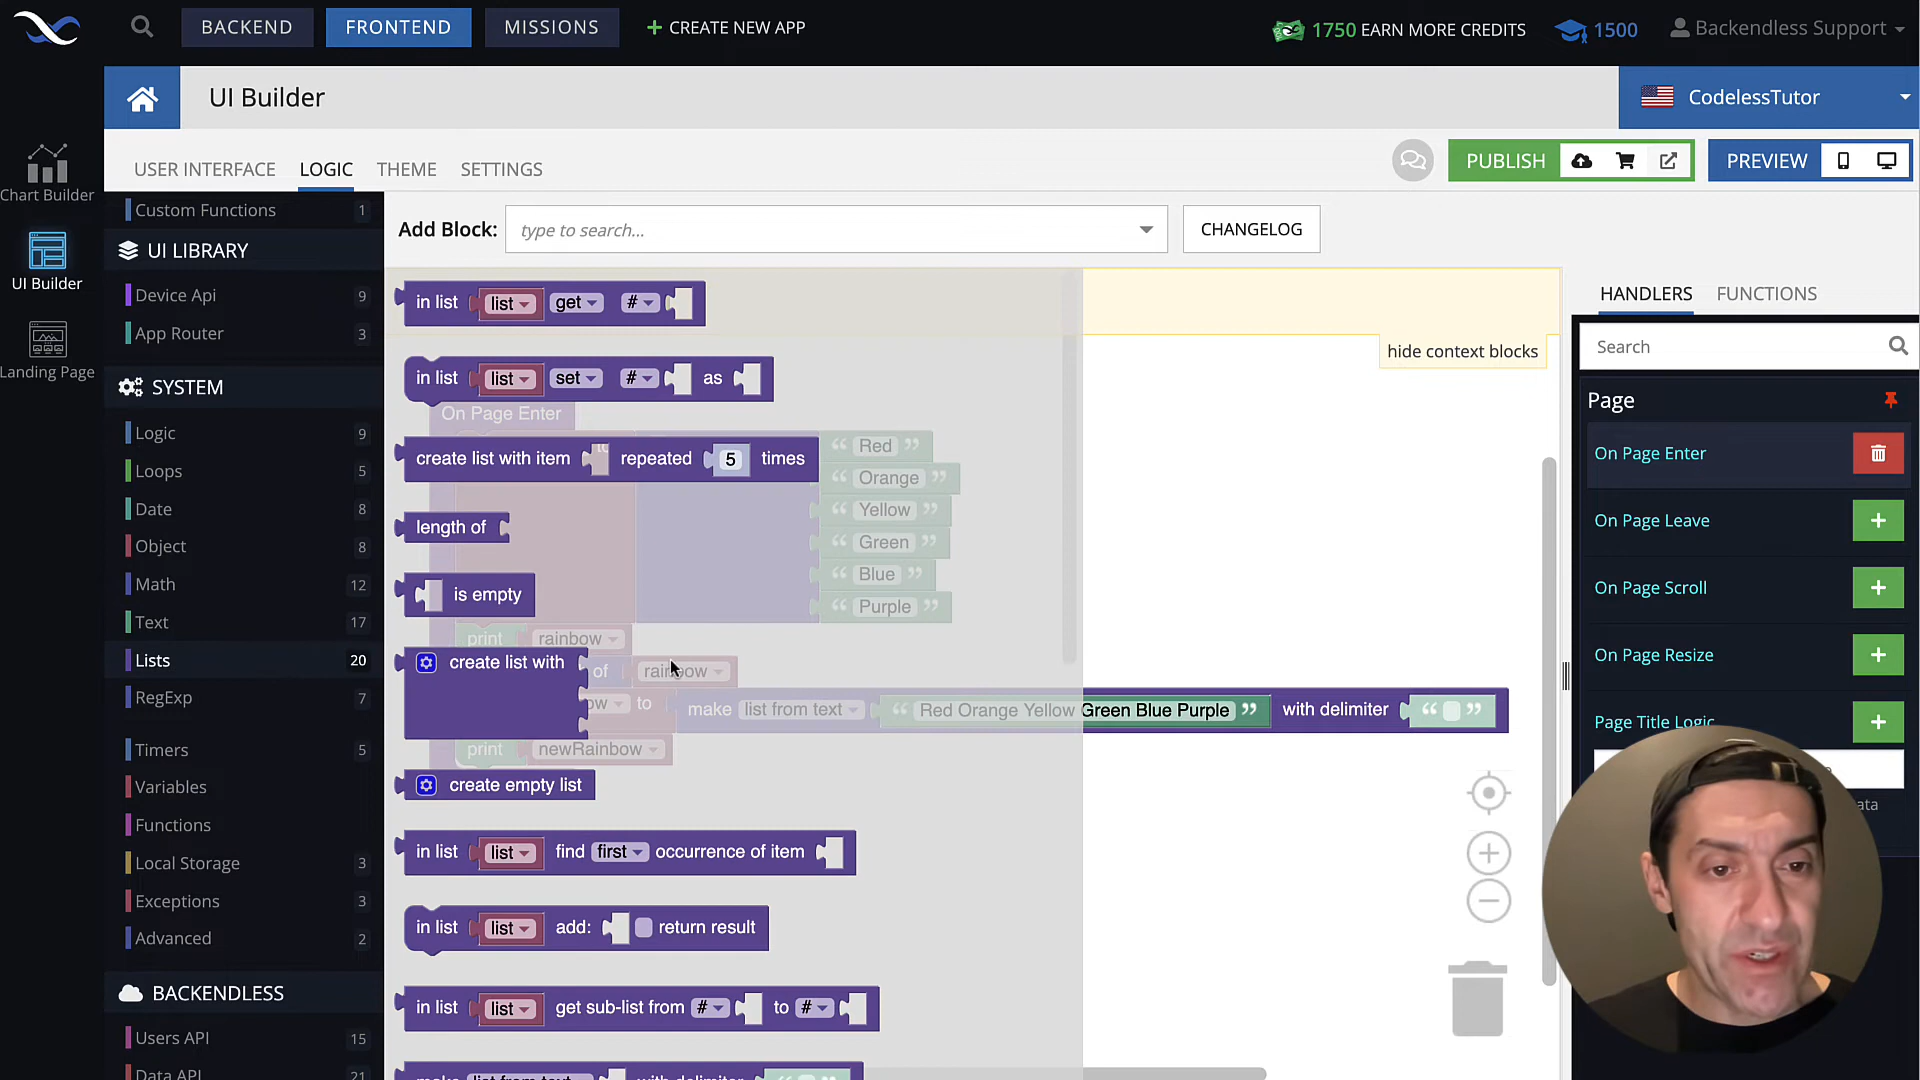 BACKEND FRONTEND MISSIONS + CREATE NEW APP 1750 EARN MORE CREDITS 1500 Backendless Support
UI Builder CodelessTutor
Chart Builder
UI Builder
Landing Page
USER INTERFACE LOGIC THEME SETTINGS PUBLISH PREVIEW
Custom Functions 1
UI LIBRARY
Device Api 9
App Router 3
SYSTEM
Logic 9
Loops 5
Date 8
Object 8
Math 12
Text 17
Lists 20
RegExp 7
Timers 5
Variables
Functions
Local Storage 3
Exceptions 3
Advanced 2
BACKENDLESS
Users API 15
Data API 21
Add Block: type to search... CHANGELOG
in list list get #
hide context blocks
in list list set # as
On Page Enter
create list with item repeated 5 times
“ Red ”
“ Orange ”
“ Yellow ”
“ Green ”
“ Blue ”
“ Purple ”
length of
is empty
print rainbow
create list with of rainbow
to make list from text “ Red Orange Yellow Green Blue Purple ” with delimiter “ ”
print newRainbow
create empty list
in list list find first occurrence of item
in list list add: return result
in list list get sub-list from # to #
make list from text with delimiter “ ”
HANDLERS FUNCTIONS
Search
Page
On Page Enter
On Page Leave
On Page Scroll
On Page Resize
Page Title Logic